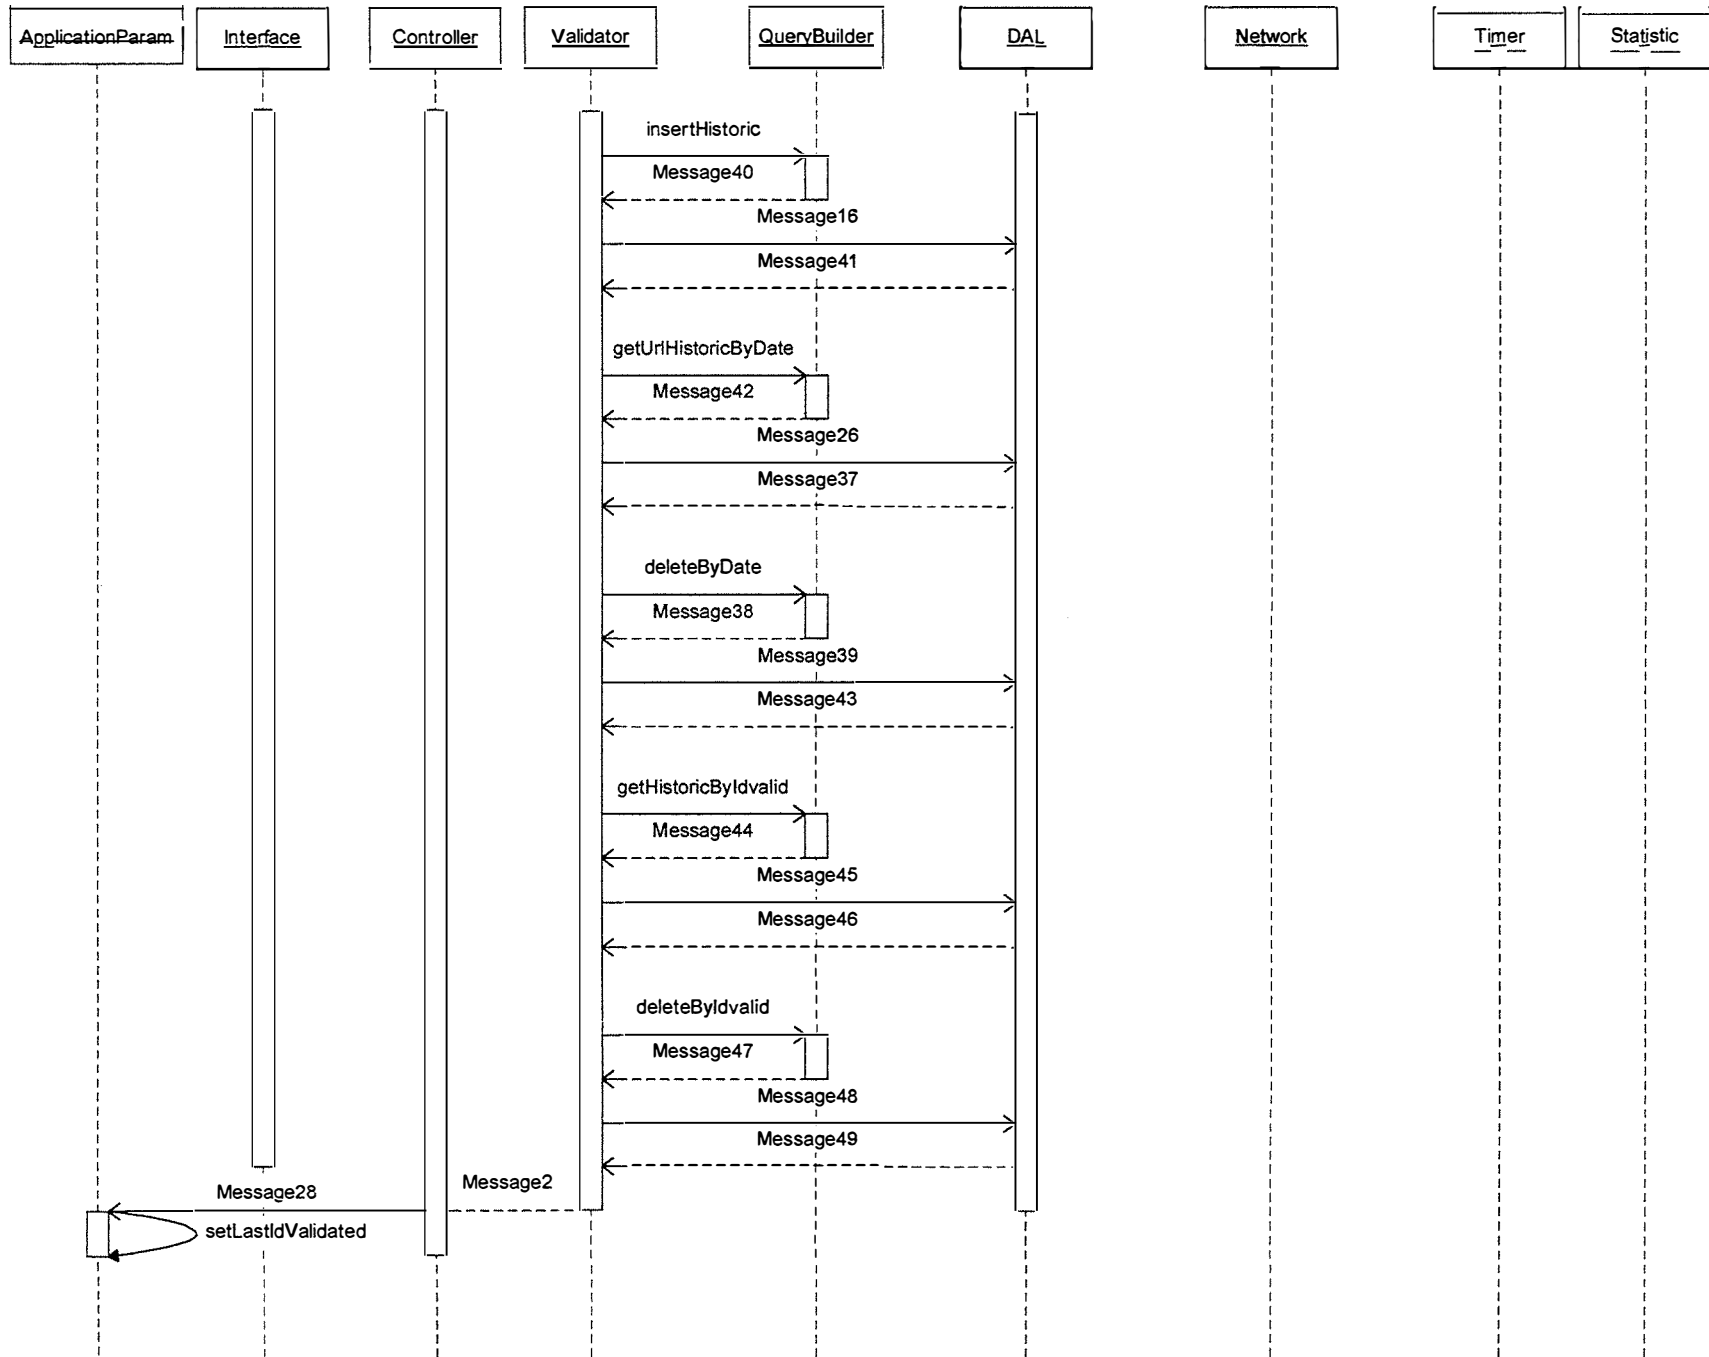 ApplicationParam Interface Controller Validator QueryBuilder DAL Network Timer Statistic
insertHistoric
Message40
Message16
Message41
getUrlHistoricByDate
Message42
Message26
Message37
deleteByDate
Message38
Message39
Message43
getHistoricByIdvalid
Message44
Message45
Message46
deleteByIdvalid
Message47
Message48
Message49
Message28 Message2
setLastIdValidated